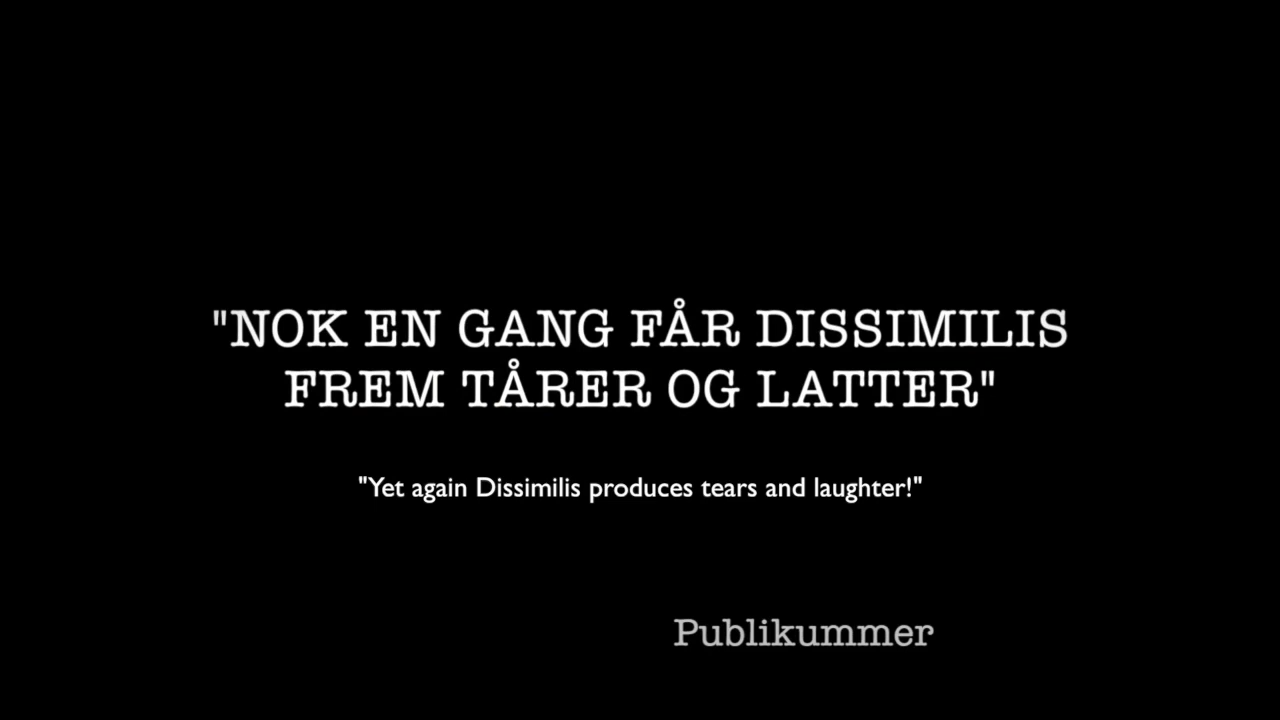 "NOK EN GANG FÅR DISSIMILIS
FREM TÅRER OG LATTER"
"Yet again Dissimilis produces tears and laughter!"
Publikummer